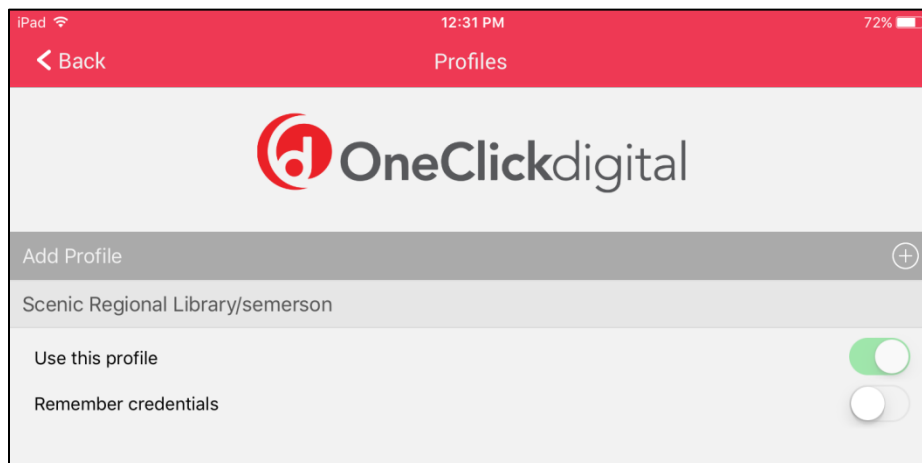 iPad 12:31 PM 72%
Back Profiles
OneClickdigital
Add Profile
Scenic Regional Library/semerson
Use this profile
Remember credentials